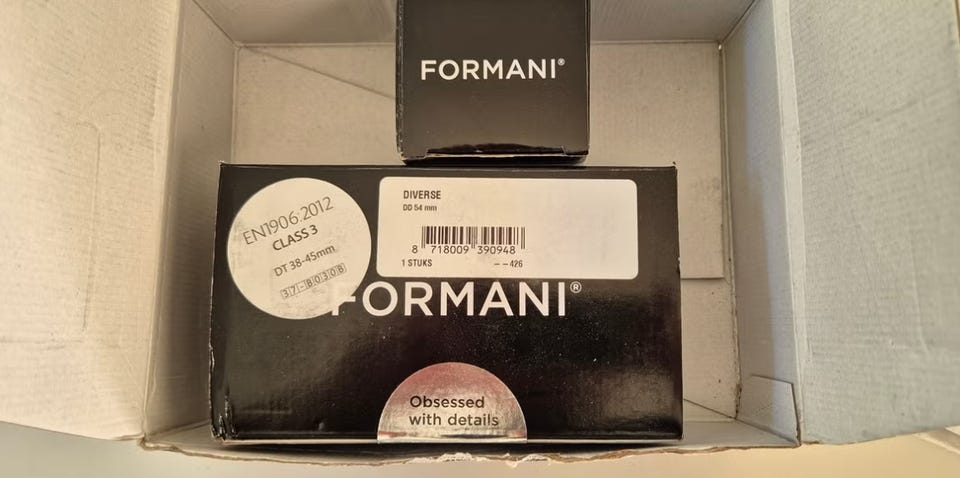 FORMANI®
EN1906:2012
CLASS 3
DT 38-45mm
37-B030B
DIVERSE
DD 54 mm
8 718009 390948
1 STUKS - - 426
FORMANI®
Obsessed
with details